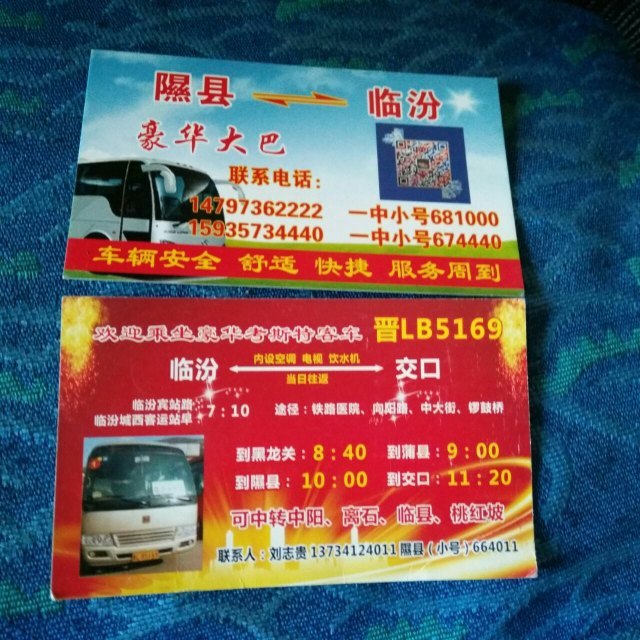 隰县 临汾
豪华大巴
联系电话：
14797362222 一中小号681000
15935734440 一中小号674440
车辆安全 舒适 快捷 服务周到
欢迎乘坐豪华考斯特客车 晋LB5169
内设空调 电视 饮水机
临汾 交口
当日往返
临汾宾站路
临汾城西客运站早：7：10 途径：铁路医院、向阳路、中大街、锣鼓桥
到黑龙关：8：40 到蒲县：9：00
到隰县：10：00 到交口：11：20
可中转中阳、离石、临县、桃红坡
联系人：刘志贵 13734124011 隰县（小号）664011